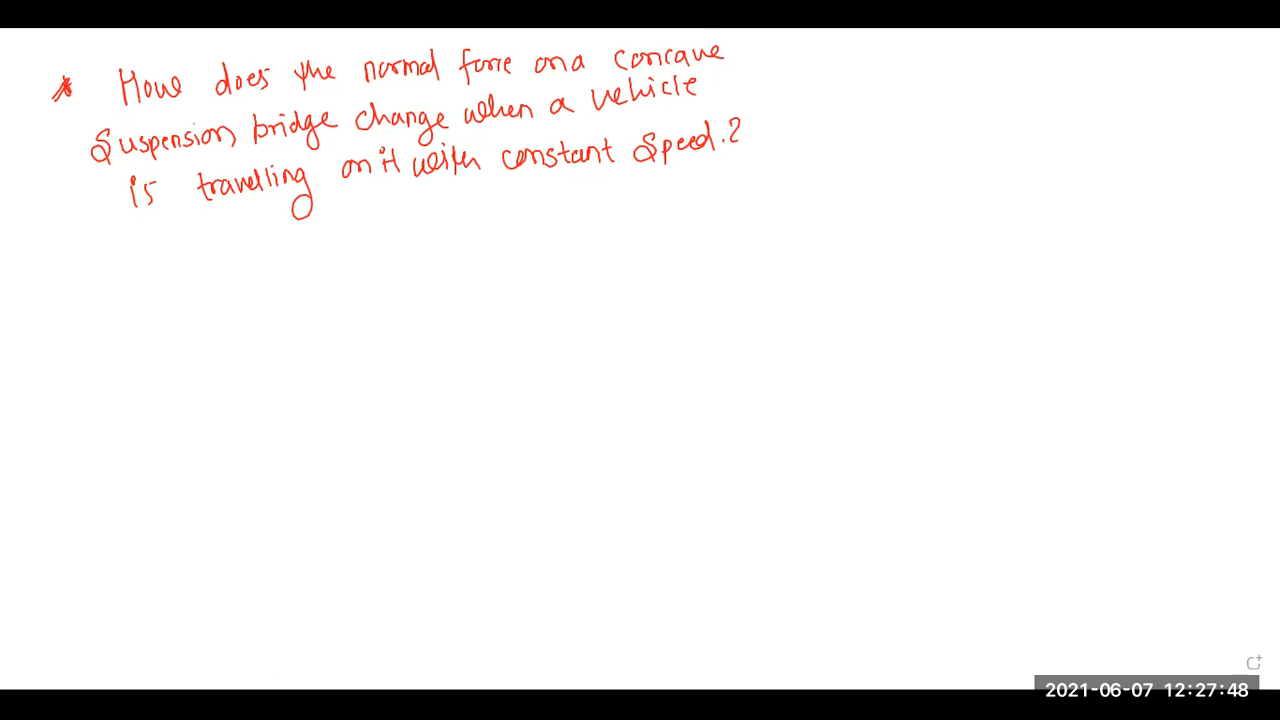 * How does the normal force on a concave
Suspension bridge change when a vehicle
is travelling on it with constant speed.?
2021-06-07 12:27:48